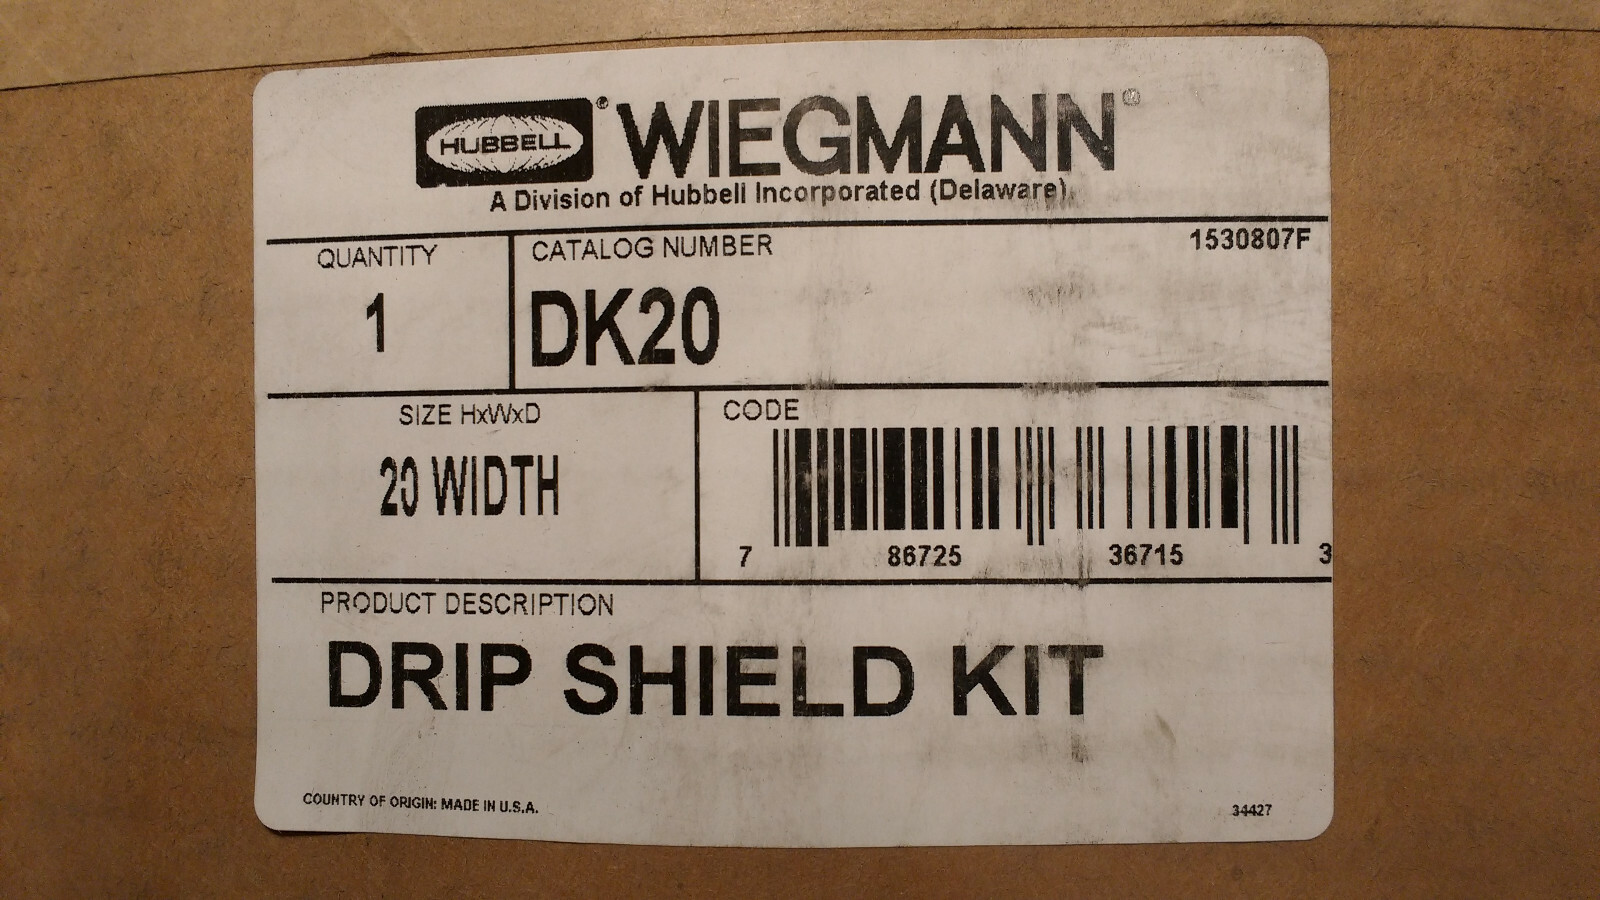 HUBBELL® WIEGMANN®
A Division of Hubbell Incorporated (Delaware).
QUANTITY
1
CATALOG NUMBER
1530807F
DK20
SIZE HxWxD
20 WIDTH
CODE
7 86725 36715 3
PRODUCT DESCRIPTION
DRIP SHIELD KIT
COUNTRY OF ORIGIN: MADE IN U.S.A.
34427